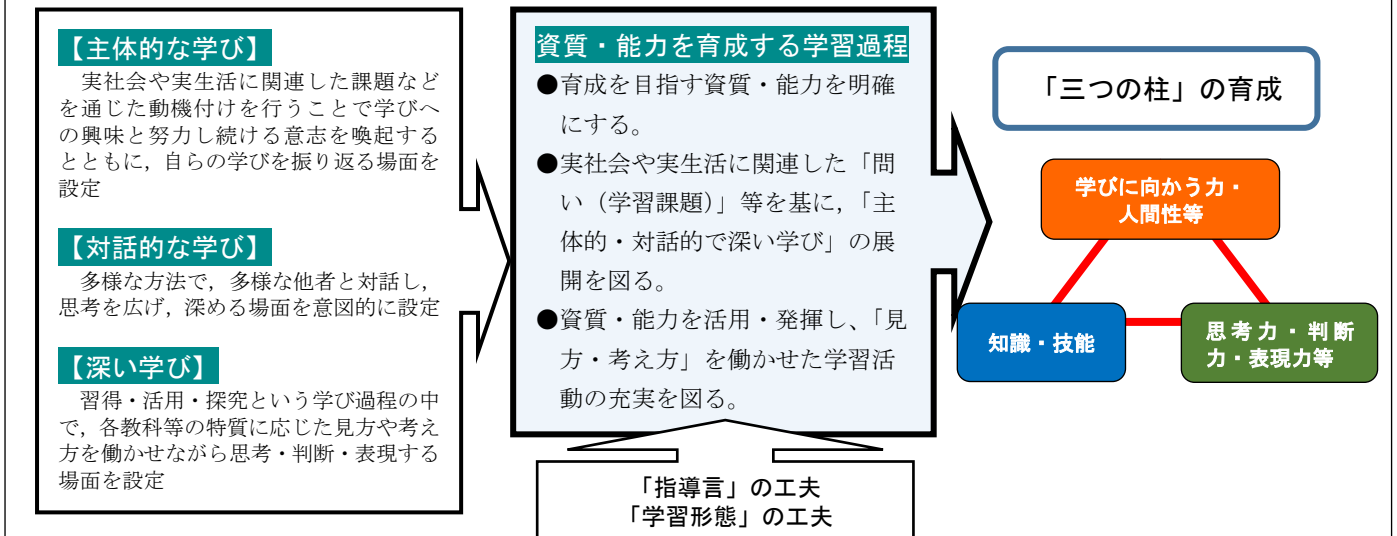 【主体的な学び】
実社会や実生活に関連した課題など
を通じた動機付けを行うことで学びへ
の興味と努力し続ける意志を喚起する
とともに，自らの学びを振り返る場面を
設定
【対話的な学び】
多様な方法で，多様な他者と対話し，
思考を広げ，深める場面を意図的に設定
【深い学び】
習得・活用・探究という学び過程の中
で，各教科等の特質に応じた見方や考え
方を働かせながら思考・判断・表現する
場面を設定
資質・能力を育成する学習過程
●育成を目指す資質・能力を明確
にする。
●実社会や実生活に関連した「問
い（学習課題）」等を基に，「主
体的・対話的で深い学び」の展
開を図る。
●資質・能力を活用・発揮し、「見
方・考え方」を働かせた学習活
動の充実を図る。
「指導言」の工夫
「学習形態」の工夫
「三つの柱」の育成
学びに向かう力・
人間性等
知識・技能
思考力・判断
力・表現力等